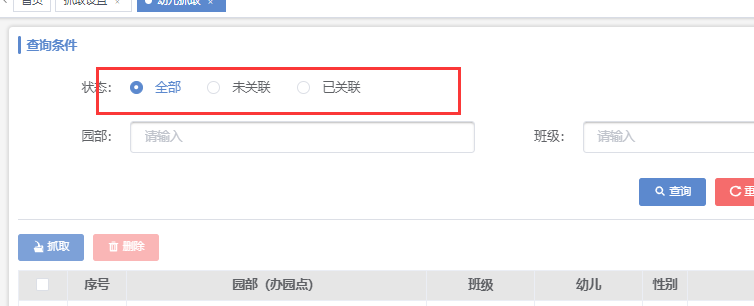 首页 抓取设置 × 幼儿抓取 ×
查询条件
状态: 全部 未关联 已关联
园部: 请输入 班级: 请输入
查询 重
抓取 删除
序号 园部（办园点） 班级 幼儿 性别